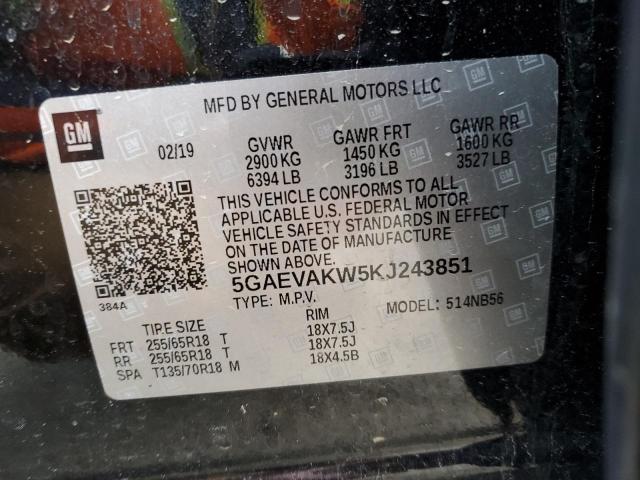 MFD BY GENERAL MOTORS LLC
GM
02/19 GVWR GAWR FRT GAWR RR
2900 KG 1450 KG 1600 KG
6394 LB 3196 LB 3527 LB
THIS VEHICLE CONFORMS TO ALL
APPLICABLE U.S. FEDERAL MOTOR
VEHICLE SAFETY STANDARDS IN EFFECT
ON THE DATE OF MANUFACTURE
SHOWN ABOVE.
384A
5GAEVAKW5KJ243851
TYPE: M.P.V. MODEL: 514NB56
TIRE SIZE RIM
FRT 255/65R18 T 18X7.5J
RR 255/65R18 T 18X7.5J
SPA T135/70R18 M 18X4.5B